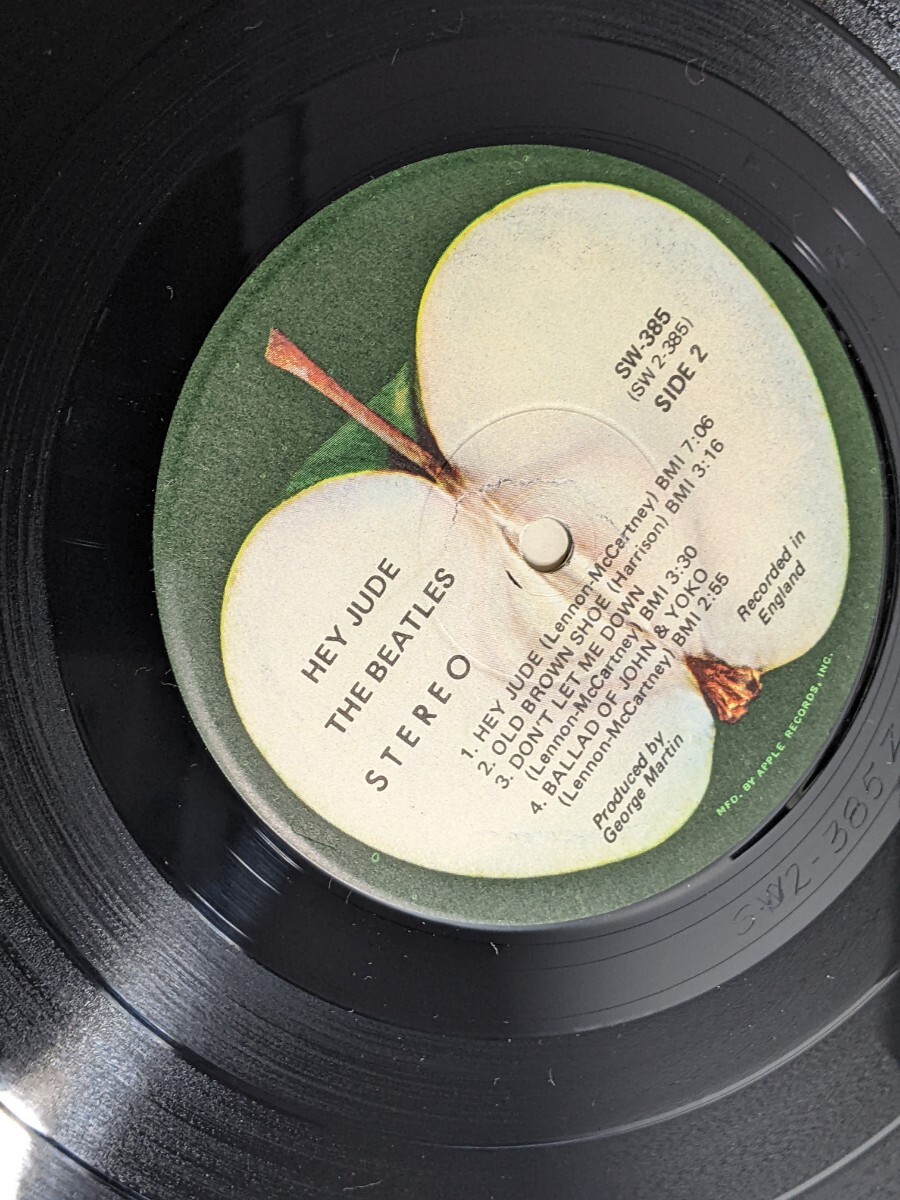 HEY JUDE
THE BEATLES
STEREO
SW-385
(SW 2-385)
SIDE 2
1. HEY JUDE (Lennon-McCartney) BMI 7:06
2. OLD BROWN SHOE (Harrison) BMI 3:16
3. DON'T LET ME DOWN
(Lennon-McCartney) BMI 3:30
4. BALLAD OF JOHN & YOKO
(Lennon-McCartney) BMI 2:55
Recorded in
England
Produced by
George Martin
MFD. BY APPLE RECORDS, INC.
SW2-385 Z